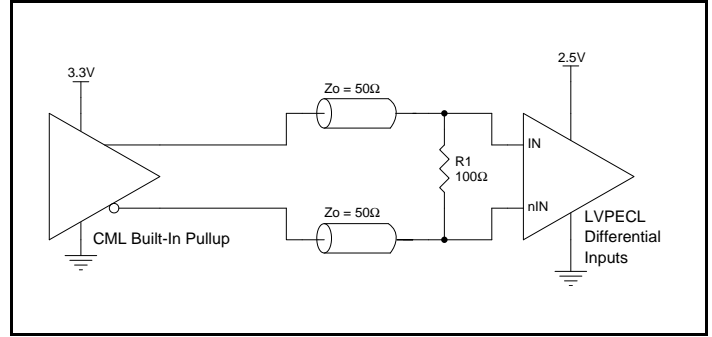 3.3V
2.5V
Zo = 50Ω
IN
R1
100Ω
Zo = 50Ω
nIN
CML Built-In Pullup
LVPECL
Differential
Inputs